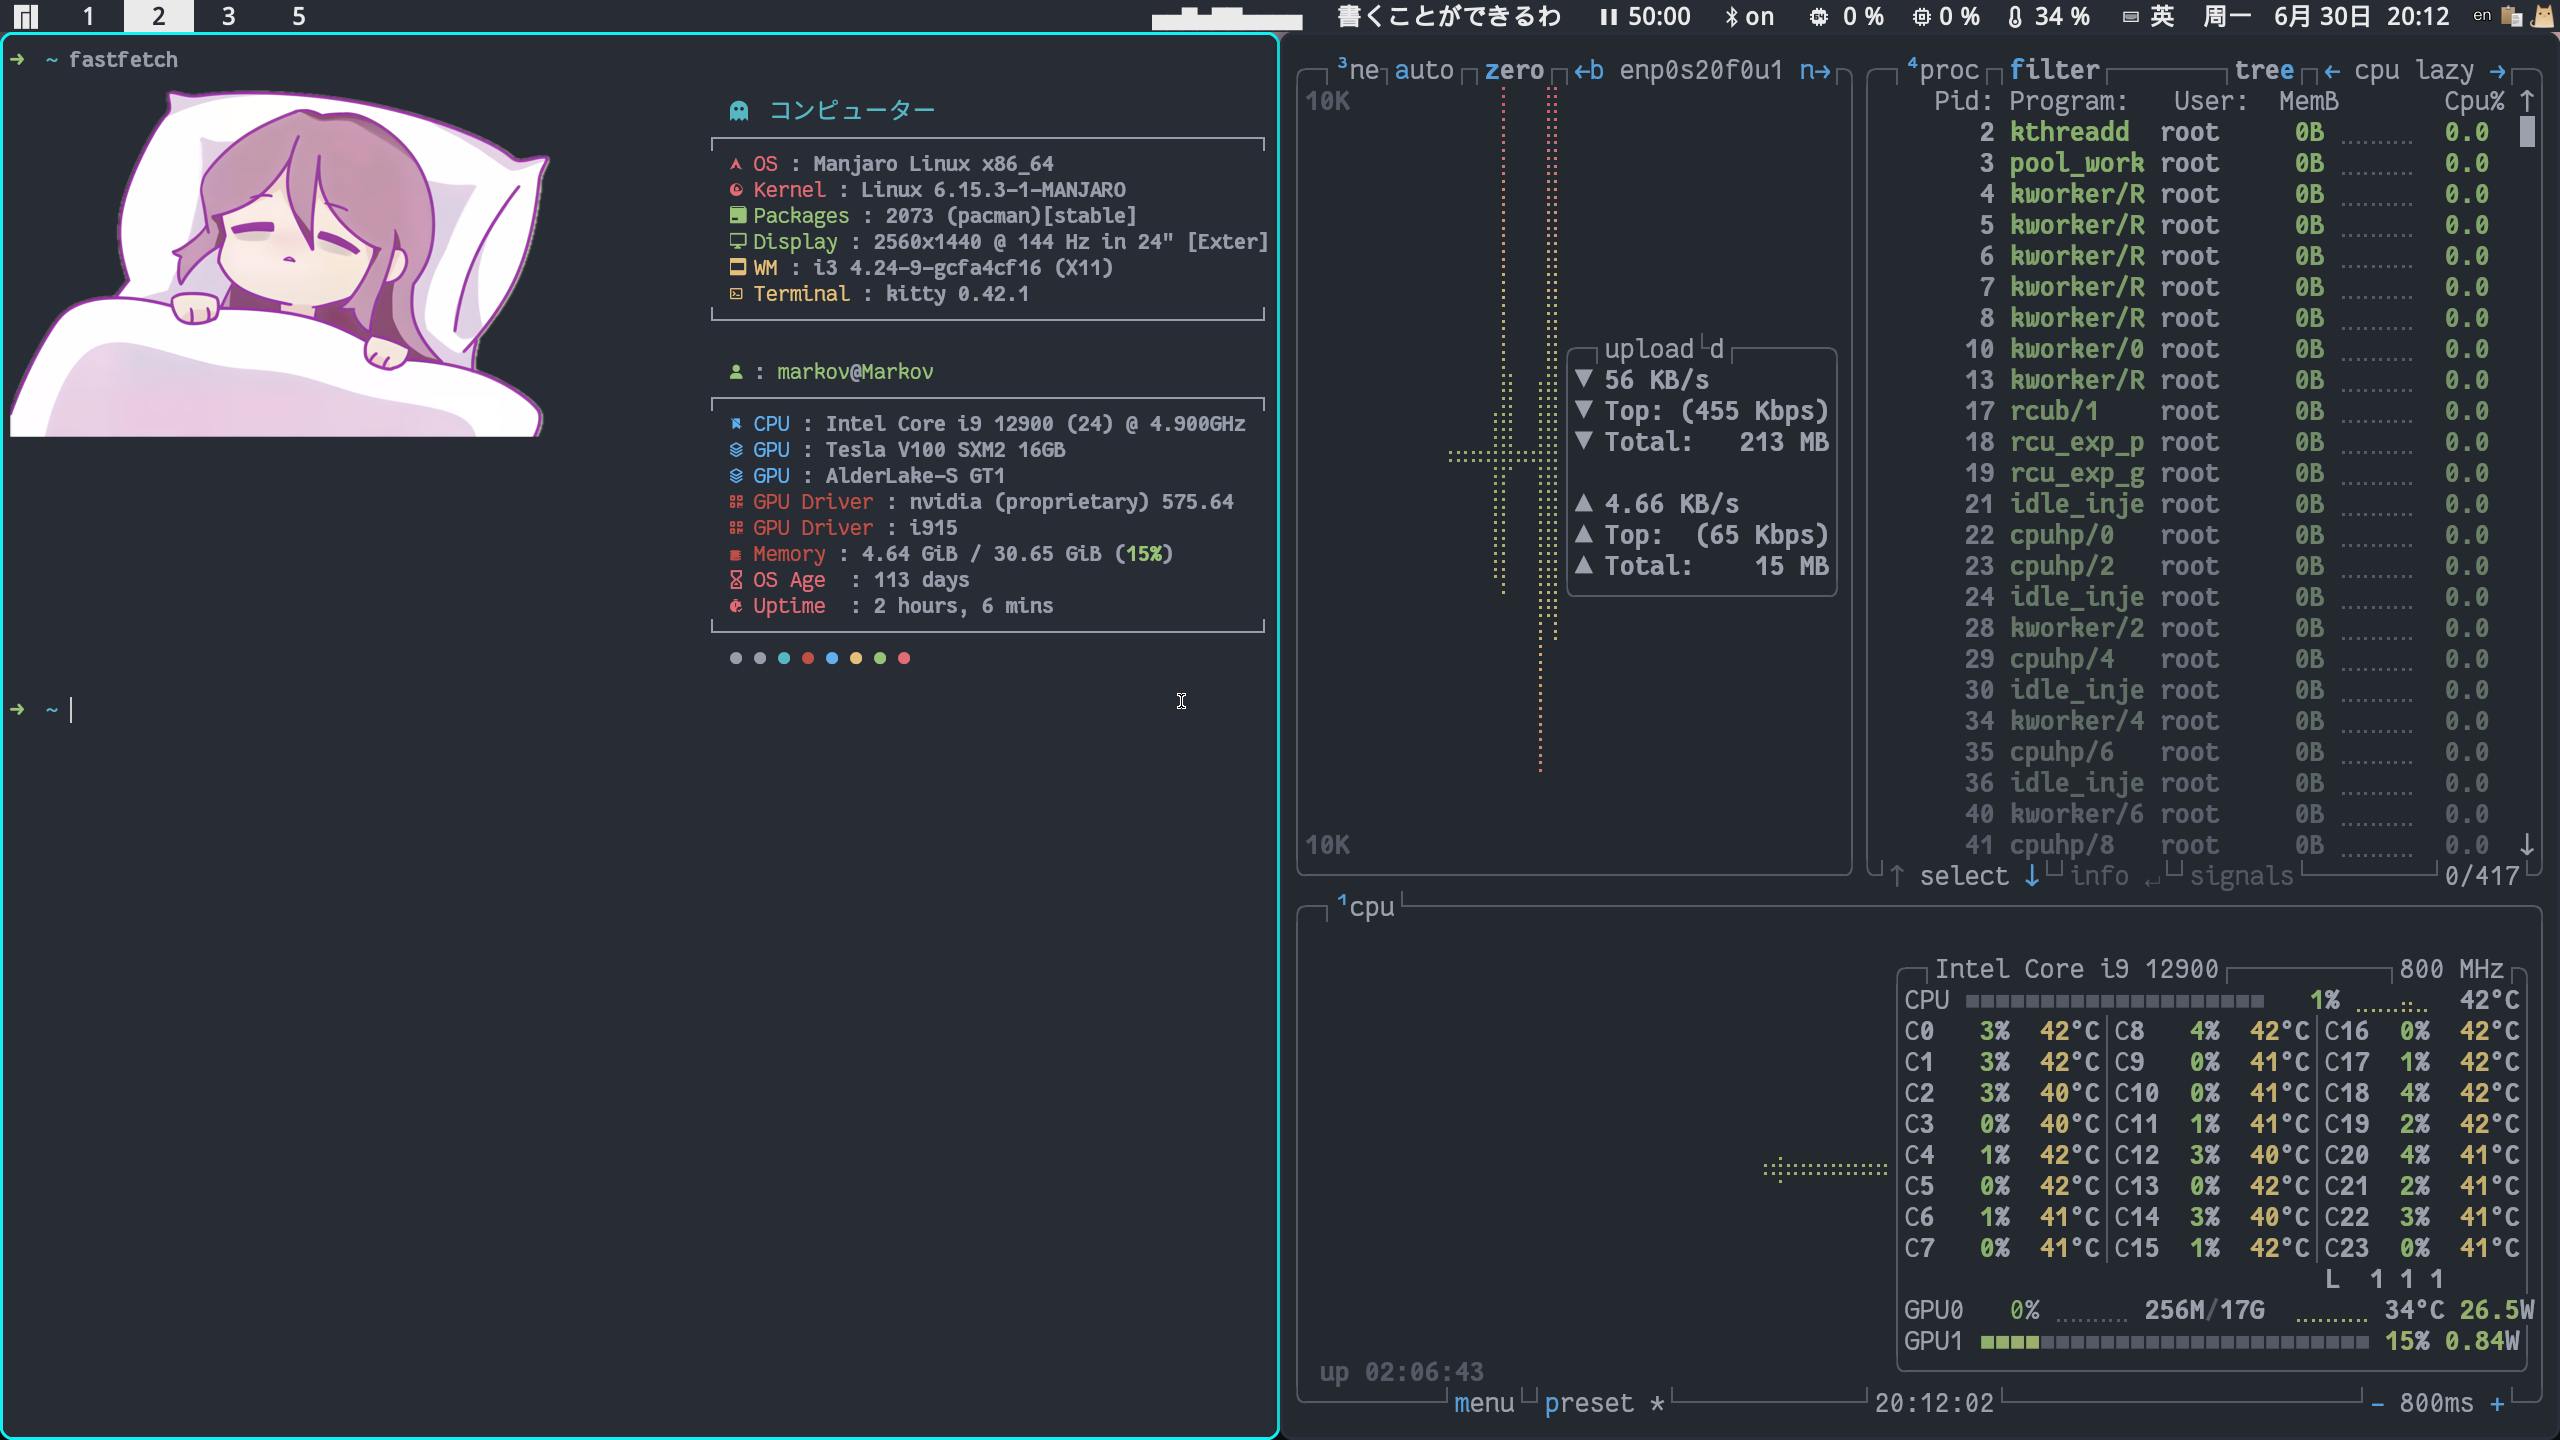 1 2 3 5 書くことができるわ 50:00 on 0 % 0 % 34 % 英 周一 6月 30日 20:12 en
➜ ~ fastfetch
コンピューター
OS : Manjaro Linux x86_64
Kernel : Linux 6.15.3-1-MANJARO
Packages : 2073 (pacman)[stable]
Display : 2560x1440 @ 144 Hz in 24" [Exter]
WM : i3 4.24-9-gcfa4cf16 (X11)
Terminal : kitty 0.42.1
: markov@Markov
CPU : Intel Core i9 12900 (24) @ 4.900GHz
GPU : Tesla V100 SXM2 16GB
GPU : AlderLake-S GT1
GPU Driver : nvidia (proprietary) 575.64
GPU Driver : i915
Memory : 4.64 GiB / 30.65 GiB (15%)
OS Age : 113 days
Uptime : 2 hours, 6 mins
➜ ~
³ne auto zero ←b enp0s20f0u1 n→
10K
upload d
▼ 56 KB/s
▼ Top: (455 Kbps)
▼ Total: 213 MB
▲ 4.66 KB/s
▲ Top: (65 Kbps)
▲ Total: 15 MB
10K
⁴proc filter tree ← cpu lazy →
Pid: Program: User: MemB Cpu% ↑
2 kthreadd root 0B 0.0
3 pool_work root 0B 0.0
4 kworker/R root 0B 0.0
5 kworker/R root 0B 0.0
6 kworker/R root 0B 0.0
7 kworker/R root 0B 0.0
8 kworker/R root 0B 0.0
10 kworker/0 root 0B 0.0
13 kworker/R root 0B 0.0
17 rcub/1 root 0B 0.0
18 rcu_exp_p root 0B 0.0
19 rcu_exp_g root 0B 0.0
21 idle_inje root 0B 0.0
22 cpuhp/0 root 0B 0.0
23 cpuhp/2 root 0B 0.0
24 idle_inje root 0B 0.0
28 kworker/2 root 0B 0.0
29 cpuhp/4 root 0B 0.0
30 idle_inje root 0B 0.0
34 kworker/4 root 0B 0.0
35 cpuhp/6 root 0B 0.0
36 idle_inje root 0B 0.0
40 kworker/6 root 0B 0.0
41 cpuhp/8 root 0B 0.0 ↓
↑ select ↓ info ↵ signals 0/417
¹cpu
Intel Core i9 12900 800 MHz
CPU 1% 42°C
C0 3% 42°C C8 4% 42°C C16 0% 42°C
C1 3% 42°C C9 0% 41°C C17 1% 42°C
C2 3% 40°C C10 0% 41°C C18 4% 42°C
C3 0% 40°C C11 1% 41°C C19 2% 42°C
C4 1% 42°C C12 3% 40°C C20 4% 41°C
C5 0% 42°C C13 0% 42°C C21 2% 41°C
C6 1% 41°C C14 3% 40°C C22 3% 41°C
C7 0% 41°C C15 1% 42°C C23 0% 41°C
L 1 1 1
GPU0 0% 256M/17G 34°C 26.5W
GPU1 15% 0.84W
up 02:06:43
menu preset * 20:12:02 - 800ms +